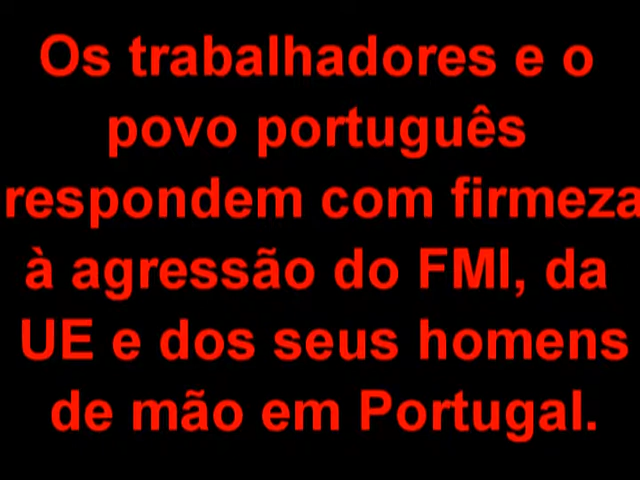 Os trabalhadores e o
povo português
respondem com firmeza
à agressão do FMI, da
UE e dos seus homens
de mão em Portugal.